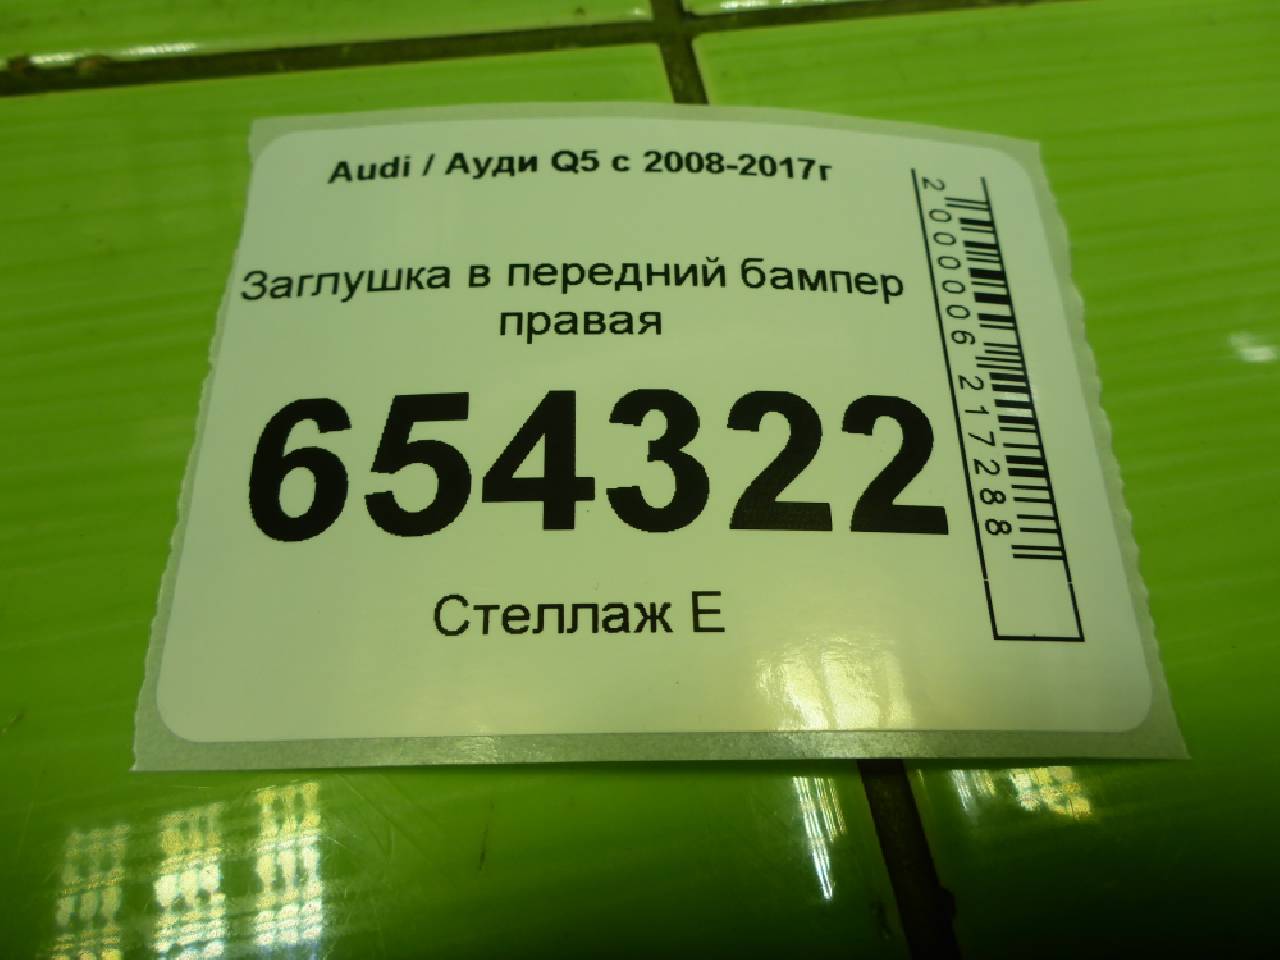 Audi / Ауди Q5 с 2008-2017г
Заглушка в передний бампер
правая
654322
Стеллаж Е
2000006217288